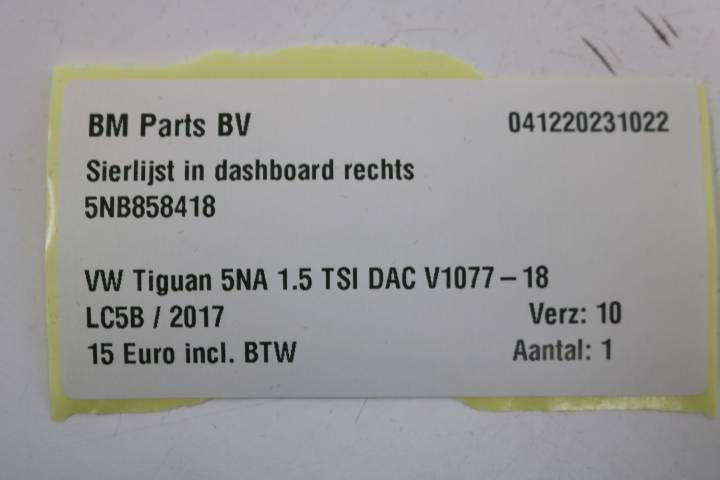 BM Parts BV 041220231022
Sierlijst in dashboard rechts
5NB858418
VW Tiguan 5NA 1.5 TSI DAC V1077 – 18
LC5B / 2017 Verz: 10
15 Euro incl. BTW Aantal: 1